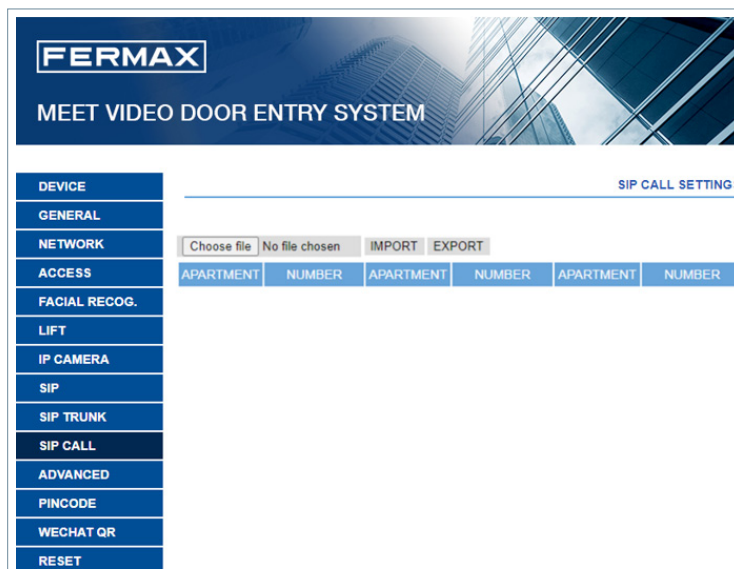 FERMAX
MEET VIDEO DOOR ENTRY SYSTEM
DEVICE
SIP CALL SETTING
GENERAL
NETWORK
Choose file No file chosen IMPORT EXPORT
ACCESS
APARTMENT NUMBER APARTMENT NUMBER APARTMENT NUMBER
FACIAL RECOG.
LIFT
IP CAMERA
SIP
SIP TRUNK
SIP CALL
ADVANCED
PINCODE
WECHAT QR
RESET